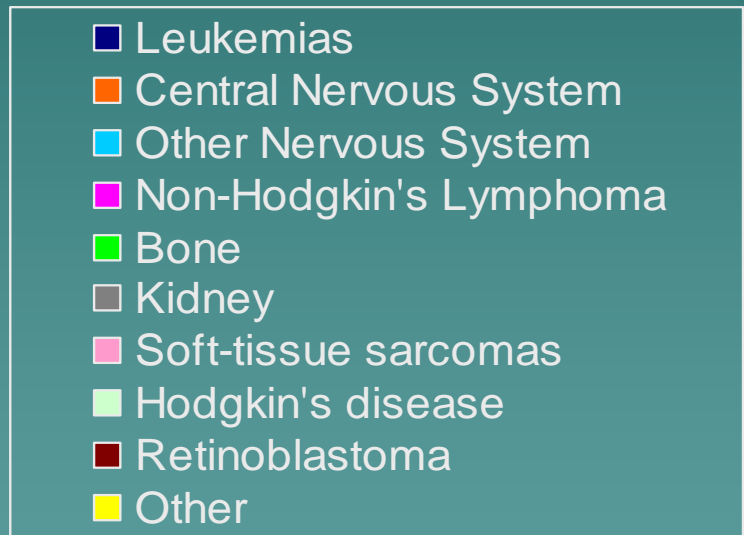 Leukemias
Central Nervous System
Other Nervous System
Non-Hodgkin's Lymphoma
Bone
Kidney
Soft-tissue sarcomas
Hodgkin's disease
Retinoblastoma
Other